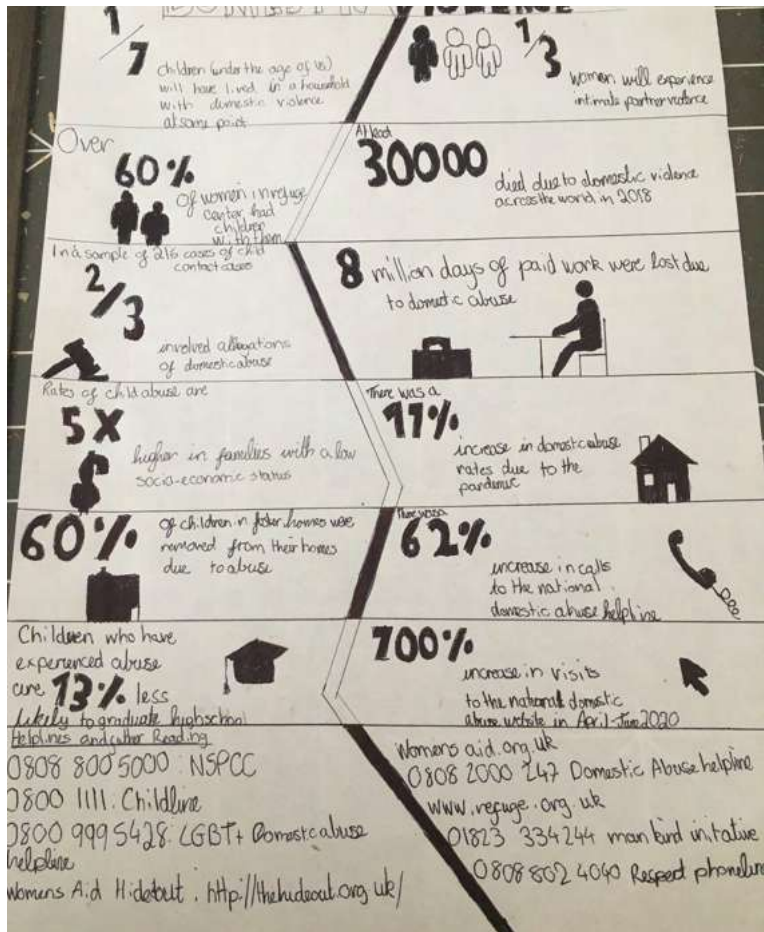 DOMESTIC VIOLENCE
1/7
children (under the age of 18)
will have lived in a household
with domestic violence
at some point
1/3
women will experience
intimate partner violence
Over
60%
Of women in refuge
center had
children
with them
At least
30000
died due to domestic violence
across the world in 2018
In a sample of 216 cases of child
contact cases
2/3
involved allegations
of domestic abuse
8 million days of paid work were lost due
to domestic abuse
Rates of child abuse are
5X
higher in families with a low
socio-economic status
There was a
11%
increase in domestic abuse
rates due to the
pandemic
60%
of children in foster homes were
removed from their homes
due to abuse
There was a
62%
increase in calls
to the national
domestic abuse helpline
Children who have
experienced abuse
are 13% less
likely to graduate highschool
700%
increase in visits
to the national domestic
abuse website in April-June 2020
Helplines and Reading
0808 800 5000 : NSPCC
0800 1111 : Childline
0800 999 5428: LGBT+ Domestic abuse
helpline
Womens Aid Hideout : http://thehideout.org.uk/
Womens aid.org.uk
0808 2000 247 Domestic Abuse helpline
www.refuge.org.uk
01823 334244 man kind initative
0808 802 4040 Respect phoneline